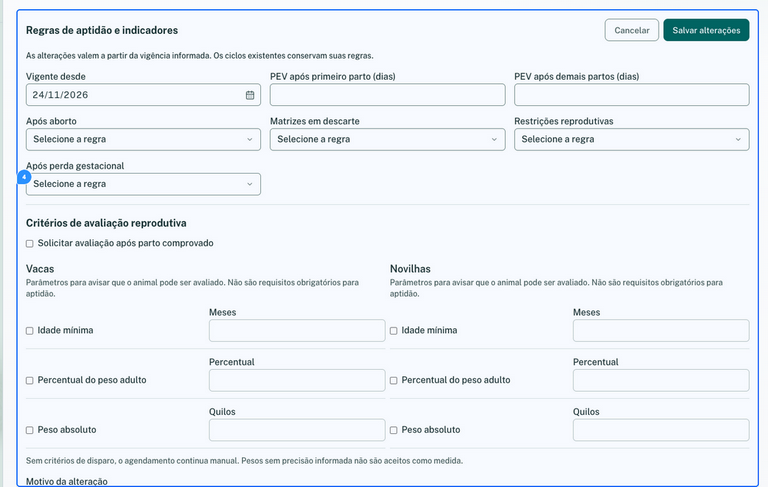 Regras de aptidão e indicadores
Cancelar
Salvar alterações
As alterações valem a partir da vigência informada. Os ciclos existentes conservam suas regras.
Vigente desde
PEV após primeiro parto (dias)
PEV após demais partos (dias)
24/11/2026
Após aborto
Matrizes em descarte
Restrições reprodutivas
Selecione a regra
Selecione a regra
Selecione a regra
Após perda gestacional
4
Selecione a regra
Critérios de avaliação reprodutiva
Solicitar avaliação após parto comprovado
Vacas
Parâmetros para avisar que o animal pode ser avaliado. Não são requisitos obrigatórios para
aptidão.
Meses
Idade mínima
Percentual
Percentual do peso adulto
Quilos
Peso absoluto
Novilhas
Parâmetros para avisar que o animal pode ser avaliado. Não são requisitos obrigatórios para
aptidão.
Meses
Idade mínima
Percentual
Percentual do peso adulto
Quilos
Peso absoluto
Sem critérios de disparo, o agendamento continua manual. Pesos sem precisão informada não são aceitos como medida.
Motivo da alteração